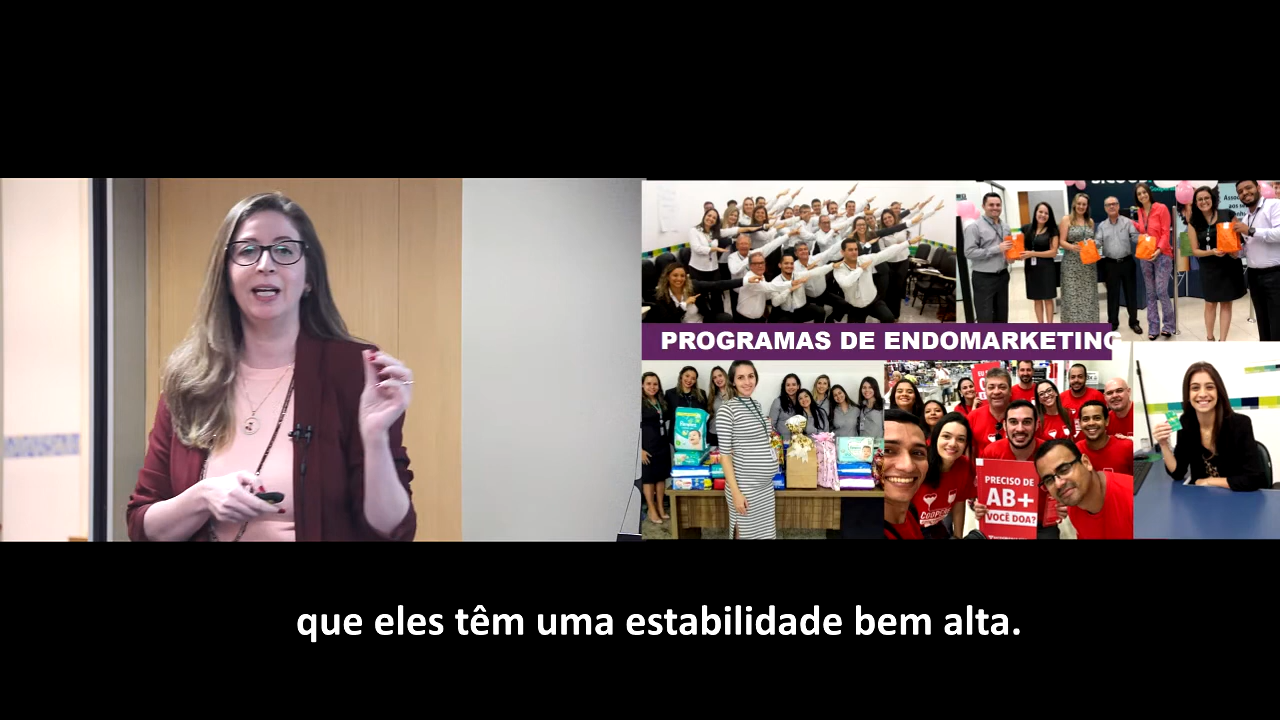 PROGRAMAS DE ENDOMARKETING
PRECISO DE
AB+
VOCÊ DOA?
que eles têm uma estabilidade bem alta.